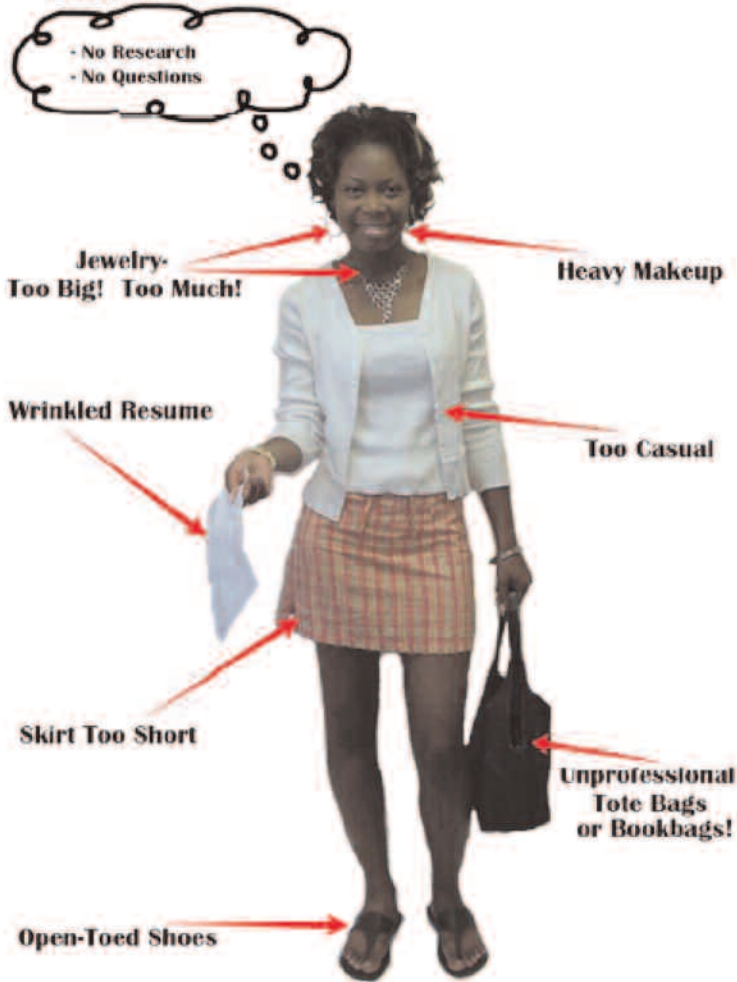 - No Research
- No Questions
Jewelry-
Too Big! Too Much!
Heavy Makeup
Wrinkled Resume
Too Casual
Skirt Too Short
Unprofessional
Tote Bags
or Bookbags!
Open-Toed Shoes